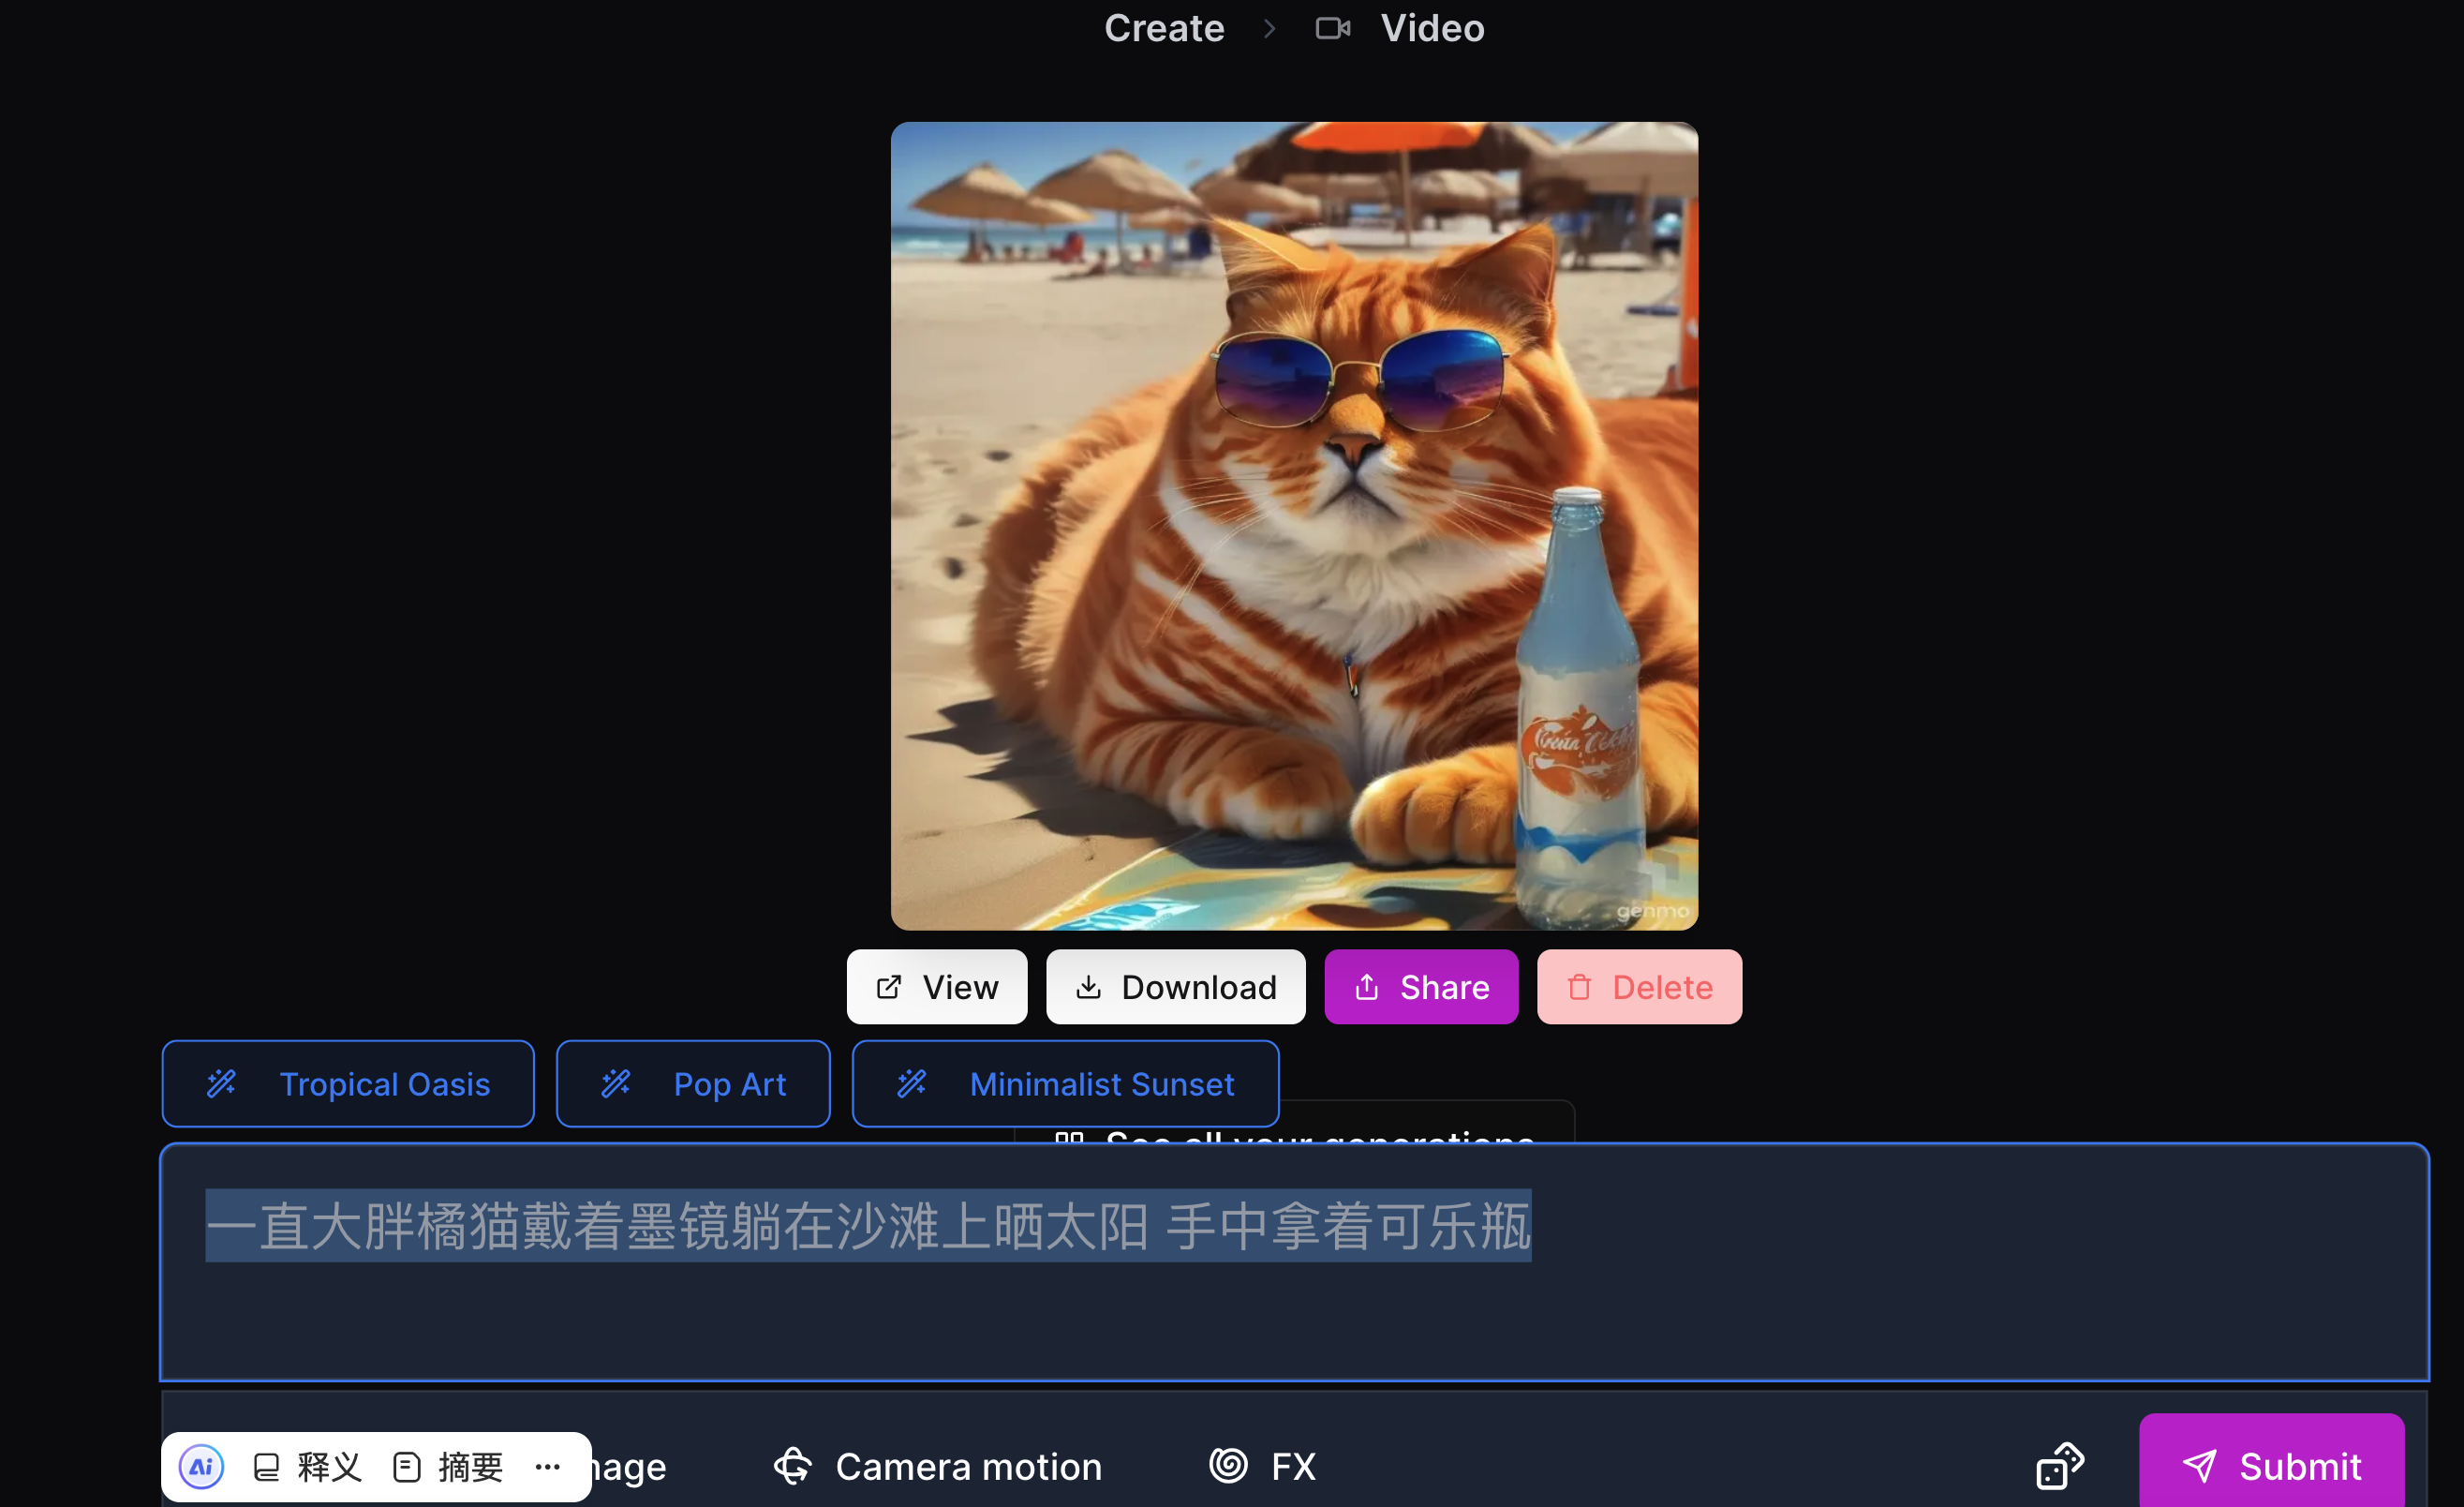 Create > Video
genmo
View Download Share Delete
Tropical Oasis Pop Art Minimalist Sunset
See all your generations
一直大胖橘猫戴着墨镜躺在沙滩上晒太阳 手中拿着可乐瓶
Ai 释义 摘要 ··· nage Camera motion FX Submit